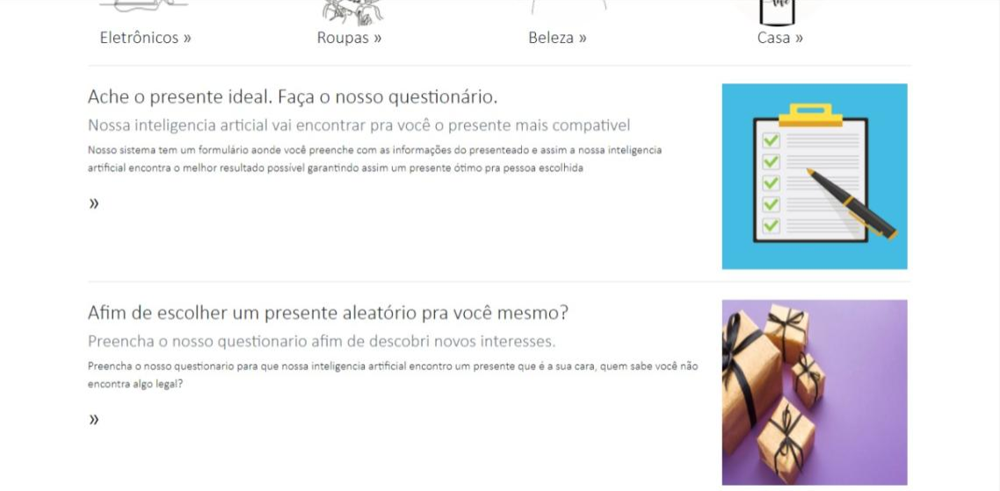 Eletrônicos »
Roupas »
Beleza »
Casa »
Ache o presente ideal. Faça o nosso questionário.
Nossa inteligencia articial vai encontrar pra você o presente mais compativel
Nosso sistema tem um formulário aonde você preenche com as informações do presenteado e assim a nossa inteligencia
artificial encontra o melhor resultado possível garantindo assim um presente ótimo pra pessoa escolhida
»
Afim de escolher um presente aleatório pra você mesmo?
Preencha o nosso questionario afim de descobri novos interesses.
Preencha o nosso questionario para que nossa inteligencia artificial encontro um presente que é a sua cara, quem sabe você não
encontra algo legal?
»